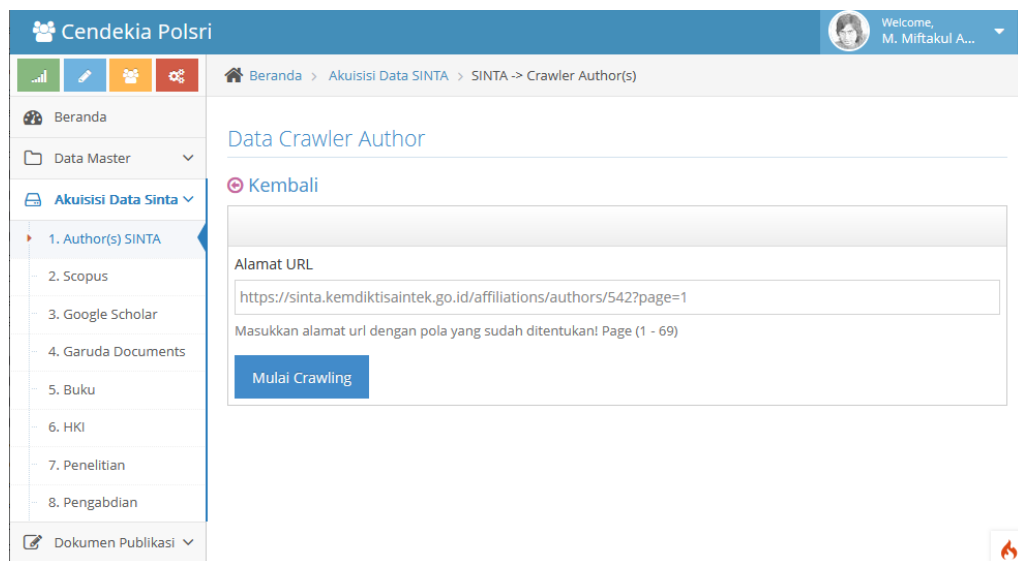 Cendekia Polsri
Welcome,
M. Miftakul A...
Beranda > Akuisisi Data SINTA > SINTA -> Crawler Author(s)
Beranda
Data Master
Akuisisi Data Sinta
1. Author(s) SINTA
2. Scopus
3. Google Scholar
4. Garuda Documents
5. Buku
6. HKI
7. Penelitian
8. Pengabdian
Dokumen Publikasi
Data Crawler Author
Kembali
Alamat URL
https://sinta.kemdiktisaintek.go.id/affiliations/authors/542?page=1
Masukkan alamat url dengan pola yang sudah ditentukan! Page (1 - 69)
Mulai Crawling